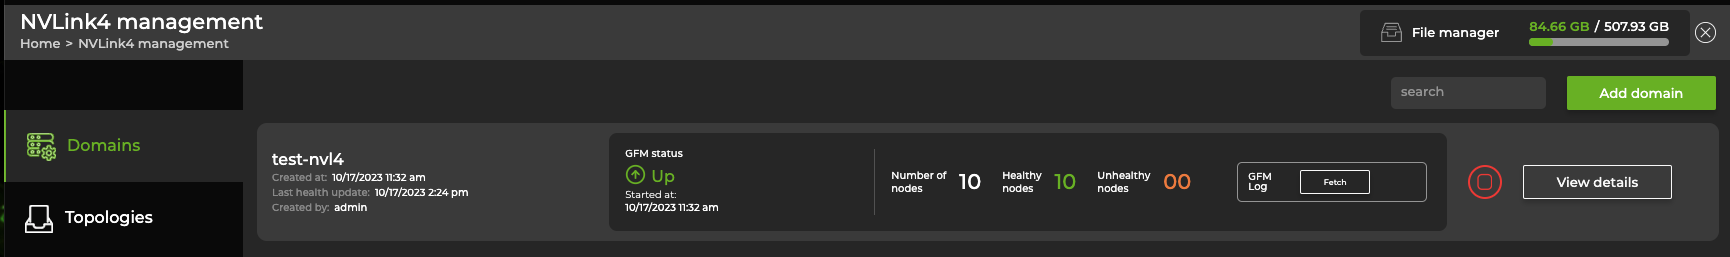 NVLink4 management
Home > NVLink4 management
File manager
84.66 GB / 507.93 GB
search
Add domain
Domains
Topologies
test-nvl4
Created at: 10/17/2023 11:32 am
Last health update: 10/17/2023 2:24 pm
Created by: admin
GFM status
Up
Started at:
10/17/2023 11:32 am
Number of
nodes
10
Healthy
nodes
10
Unhealthy
nodes
00
GFM
Log
Fetch
View details